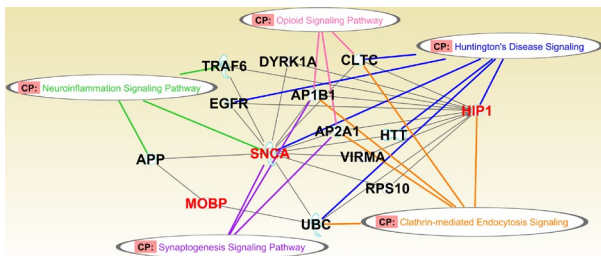 CP: Opioid Signaling Pathway
CP: Huntington's Disease Signaling
TRAF6
DYRK1A
CLTC
CP: Neuroinflammation Signaling Pathway
EGFR
AP1B1
HIP1
AP2A1
HTT
APP
SNCA
VIRMA
RPS10
MOBP
UBC
CP: Clathrin-mediated Endocytosis Signaling
CP: Synaptogenesis Signaling Pathway